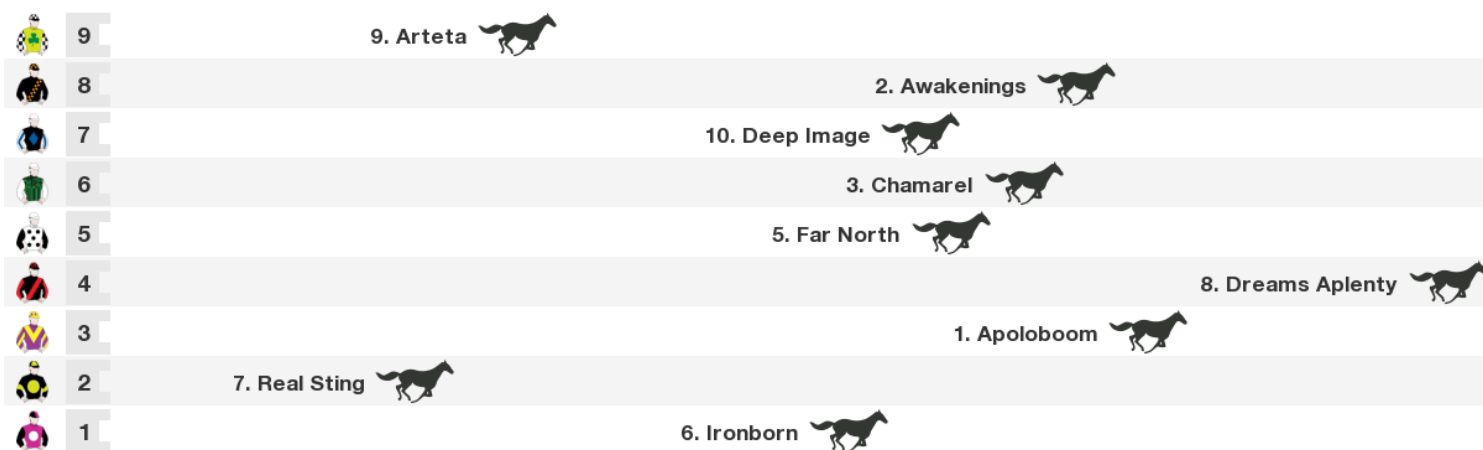 9 9. Arteta
8 2. Awakenings
7 10. Deep Image
6 3. Chamarel
5 5. Far North
4 8. Dreams Aplenty
3 1. Apoloboom
2 7. Real Sting
1 6. Ironborn